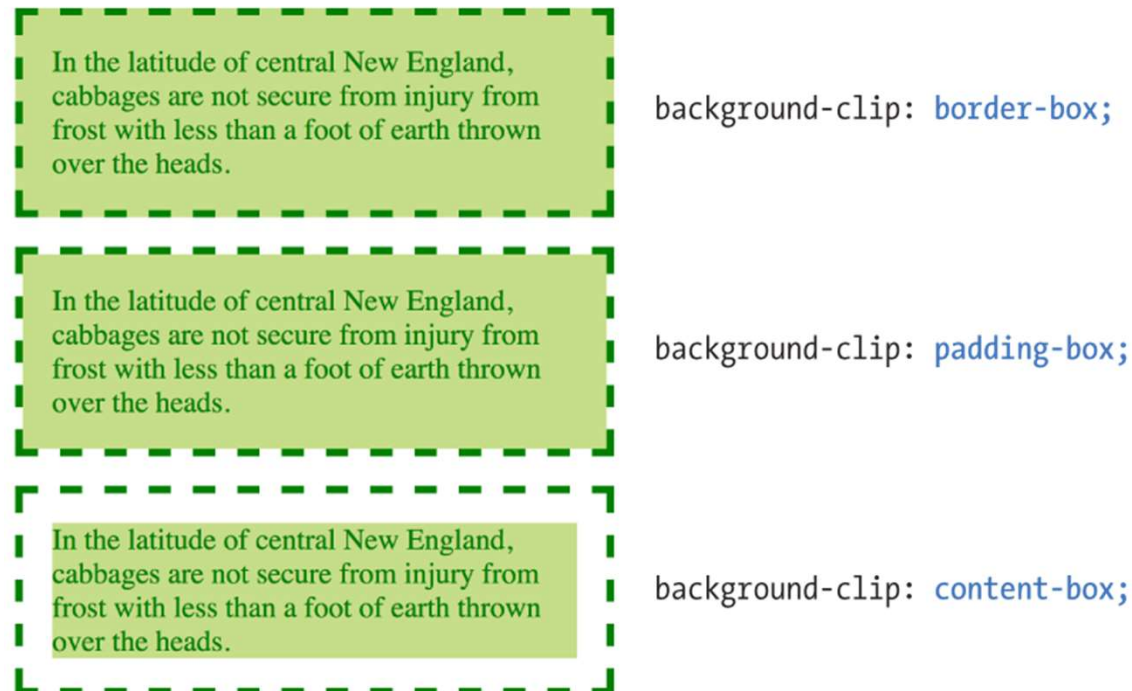 In the latitude of central New England,
cabbages are not secure from injury from
frost with less than a foot of earth thrown
over the heads.
background-clip: border-box;
In the latitude of central New England,
cabbages are not secure from injury from
frost with less than a foot of earth thrown
over the heads.
background-clip: padding-box;
In the latitude of central New England,
cabbages are not secure from injury from
frost with less than a foot of earth thrown
over the heads.
background-clip: content-box;